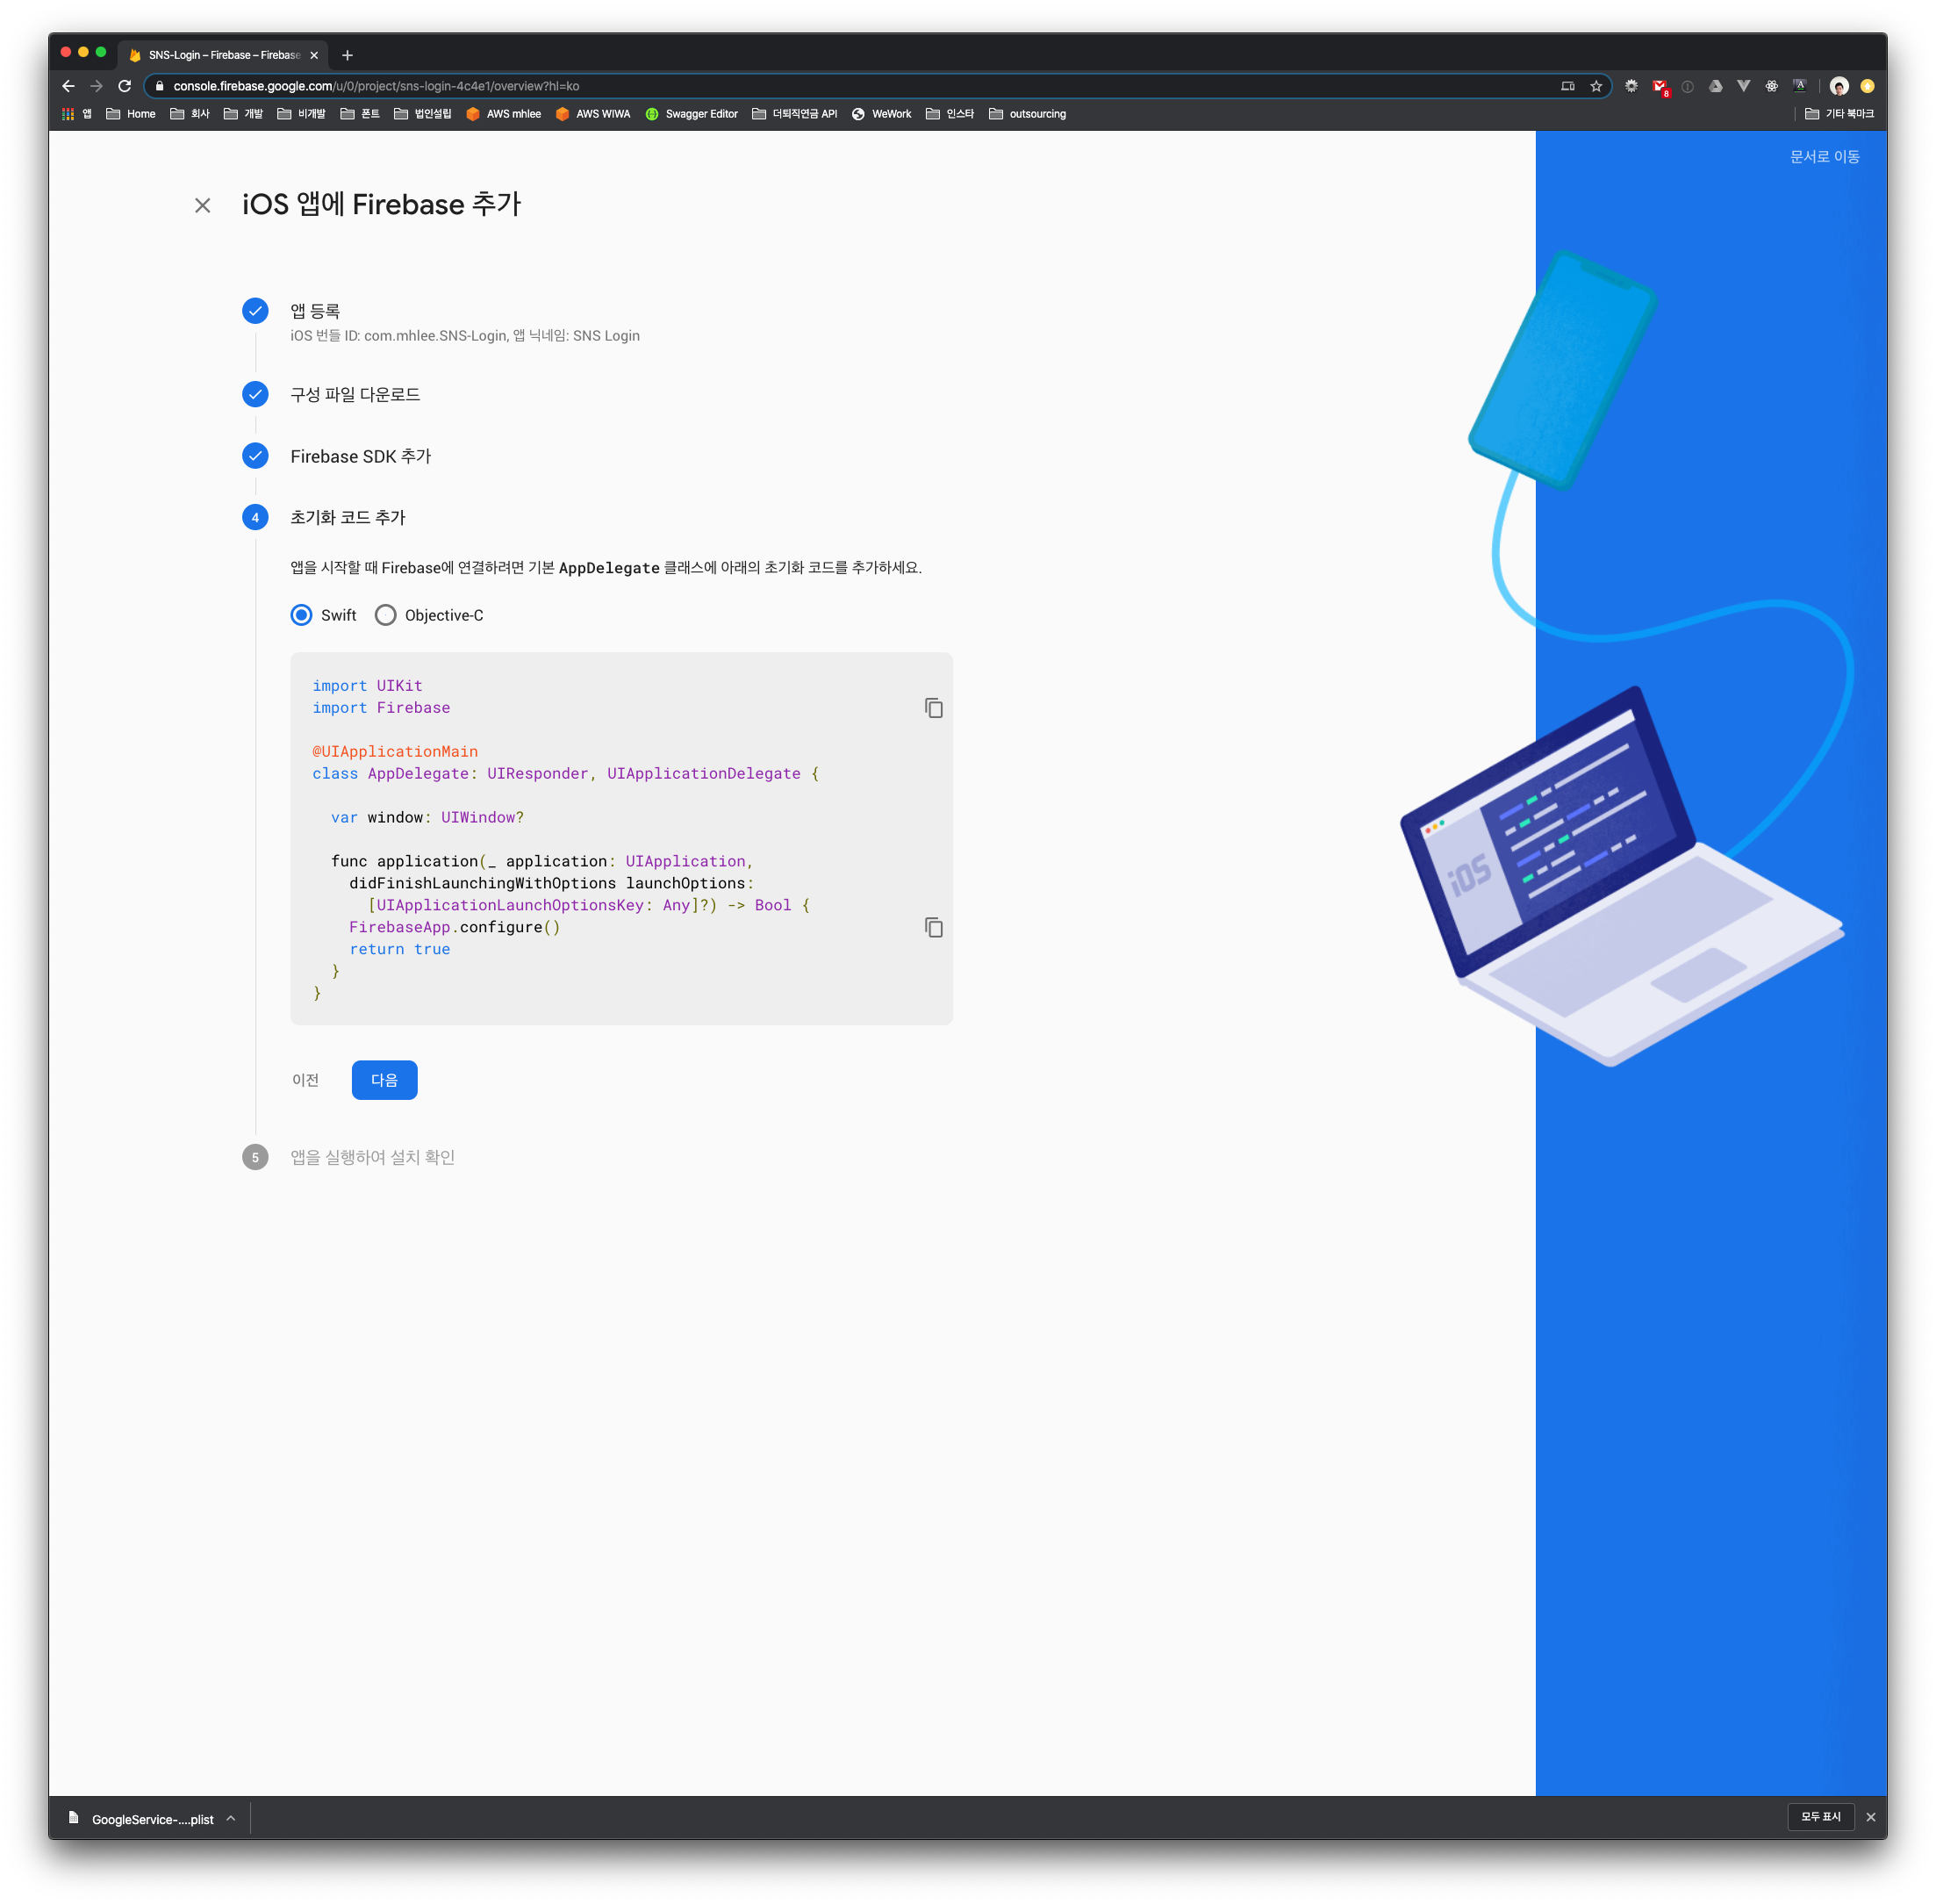 SNS-Login – Firebase – Firebase
console.firebase.google.com/u/0/project/sns-login-4c4e1/overview?hl=ko
8
앱 Home 회사 개발 비개발 폰트 법인설립 AWS mhlee AWS WIWA Swagger Editor 더퇴직연금 API WeWork 인스타 outsourcing 기타 북마크
문서로 이동
iOS 앱에 Firebase 추가
앱 등록
iOS 번들 ID: com.mhlee.SNS-Login, 앱 닉네임: SNS Login
구성 파일 다운로드
Firebase SDK 추가
4 초기화 코드 추가
앱을 시작할 때 Firebase에 연결하려면 기본 AppDelegate 클래스에 아래의 초기화 코드를 추가하세요.
Swift Objective-C
import UIKit
import Firebase
@UIApplicationMain
class AppDelegate: UIResponder, UIApplicationDelegate {
var window: UIWindow?
func application(_ application: UIApplication,
didFinishLaunchingWithOptions launchOptions:
[UIApplicationLaunchOptionsKey: Any]?) -> Bool {
FirebaseApp.configure()
return true
}
}
이전 다음
5 앱을 실행하여 설치 확인
iOS
GoogleService-....plist
모두 표시